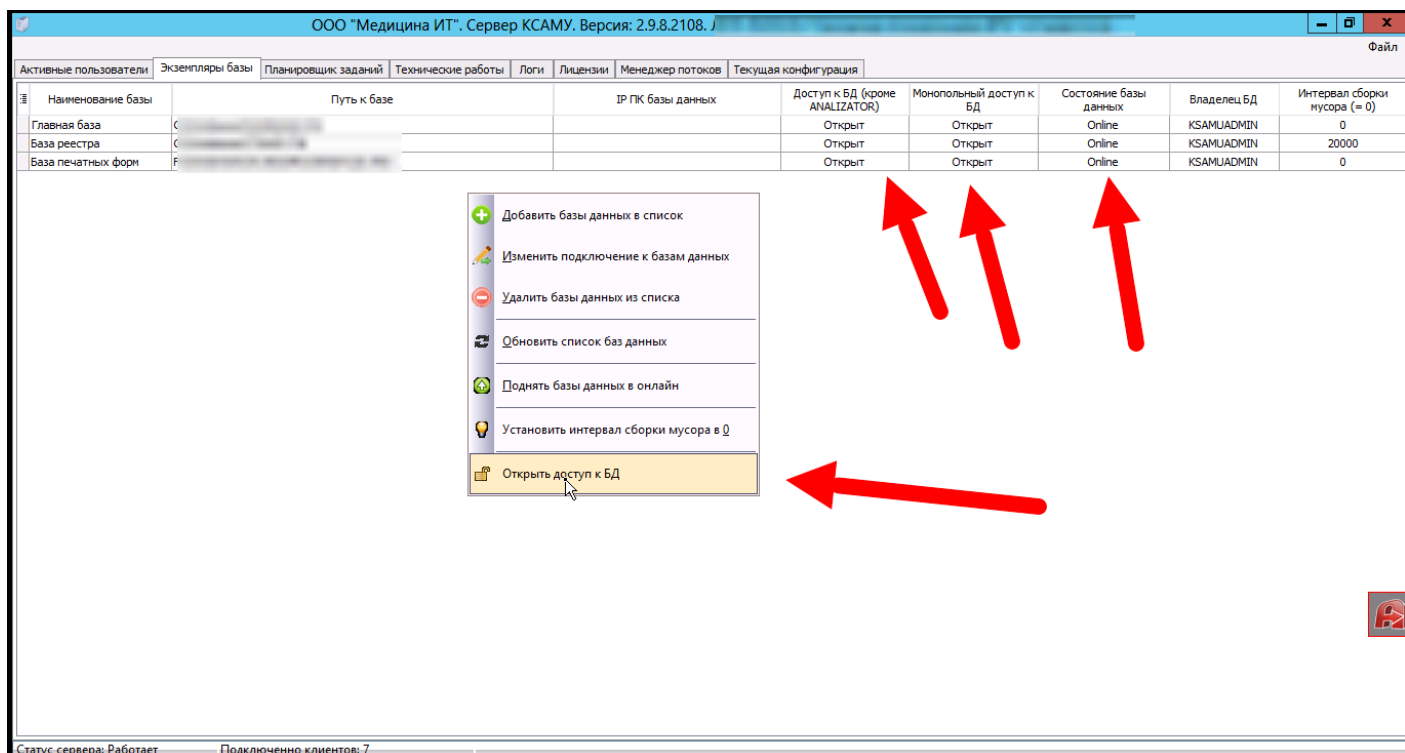 ООО "Медицина ИТ". Сервер КСАМУ. Версия: 2.9.8.2108.
Файл
Активные пользователи Экземпляры базы Планировщик заданий Технические работы Логи Лицензии Менеджер потоков Текущая конфигурация
Наименование базы Путь к базе IP ПК базы данных Доступ к БД (кроме ANALIZATOR) Монопольный доступ к БД Состояние базы данных Владелец БД Интервал сборки мусора (= 0)
Главная база Открыт Открыт Online KSAMUADMIN 0
База реестра Открыт Открыт Online KSAMUADMIN 20000
База печатных форм Открыт Открыт Online KSAMUADMIN 0
Добавить базы данных в список
Изменить подключение к базам данных
Удалить базы данных из списка
Обновить список баз данных
Поднять базы данных в онлайн
Установить интервал сборки мусора в 0
Открыть доступ к БД
Статус сервера: Работает Подключенно клиентов: 7